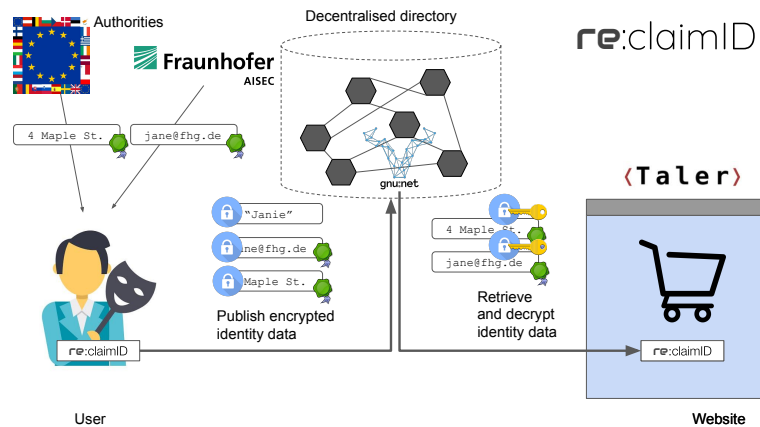 Authorities
Fraunhofer
AISEC
4 Maple St.
jane@fhg.de
Decentralised directory
gnu:net
re:claimID
"Janie"
ne@fhg.de
Maple St.
Publish encrypted
identity data
4 Maple St.
jane@fhg.de
Retrieve
and decrypt
identity data
⟨Taler⟩
re:claimID
re:claimID
User
Website